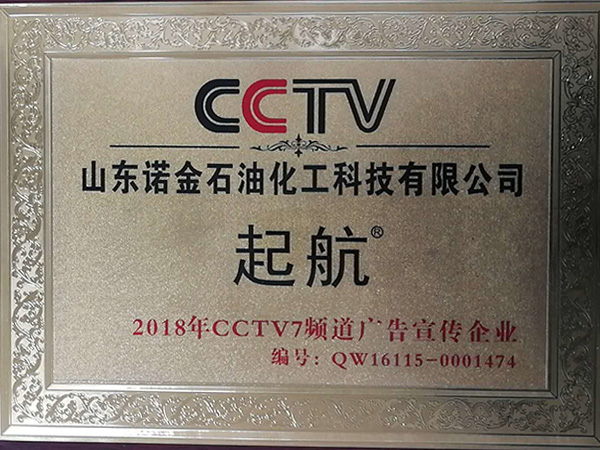 CCTV
山东诺金石油化工科技有限公司
起航®
2018年CCTV7频道广告宣传企业
编号：QW16115-0001474